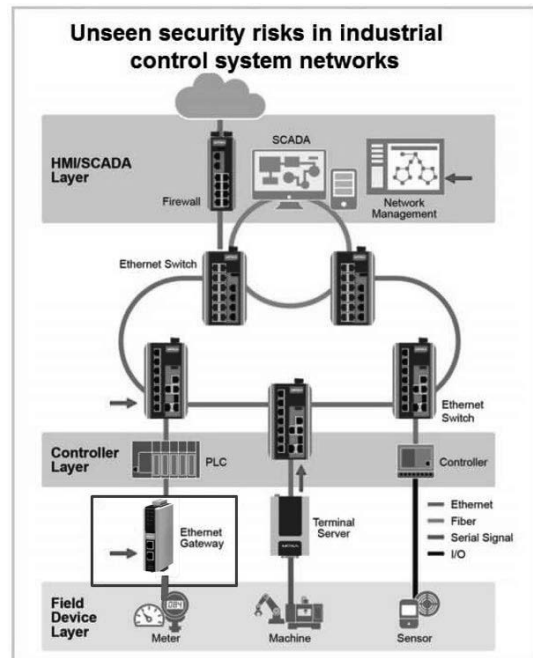 Unseen security risks in industrial
control system networks
SCADA
HMI/SCADA
Layer
Firewall
Network
Management
Ethernet Switch
Ethernet
Switch
Controller
Layer
PLC
Controller
Ethernet
Gateway
Terminal
Server
Ethernet
Fiber
Serial Signal
I/O
Field
Device
Layer
Meter
Machine
Sensor